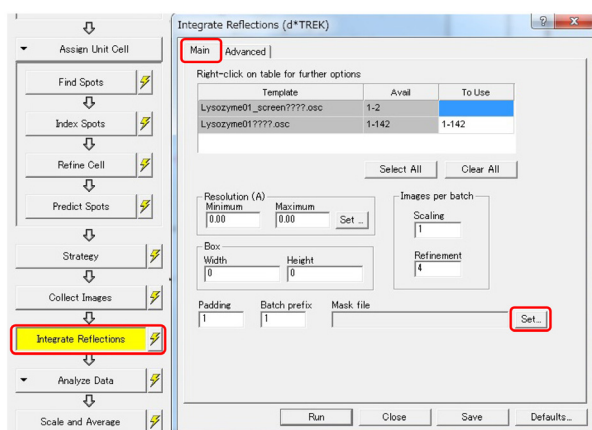 Assign Unit Cell
Find Spots
Index Spots
Refine Cell
Predict Spots
Strategy
Collect Images
Integrate Reflections
Analyze Data
Scale and Average
Integrate Reflections (d*TREK)
Main Advanced
Right-click on table for further options
Template Avail To Use
Lysozyme01_screen????.osc 1-2
Lysozyme01????.osc 1-142 1-142
Select All Clear All
Resolution (A)
Minimum Maximum
0.00 0.00 Set ...
Images per batch
Scaling
1
Refinement
4
Box
Width Height
0 0
Padding Batch prefix Mask file
1 1 Set...
Run Close Save Defaults...